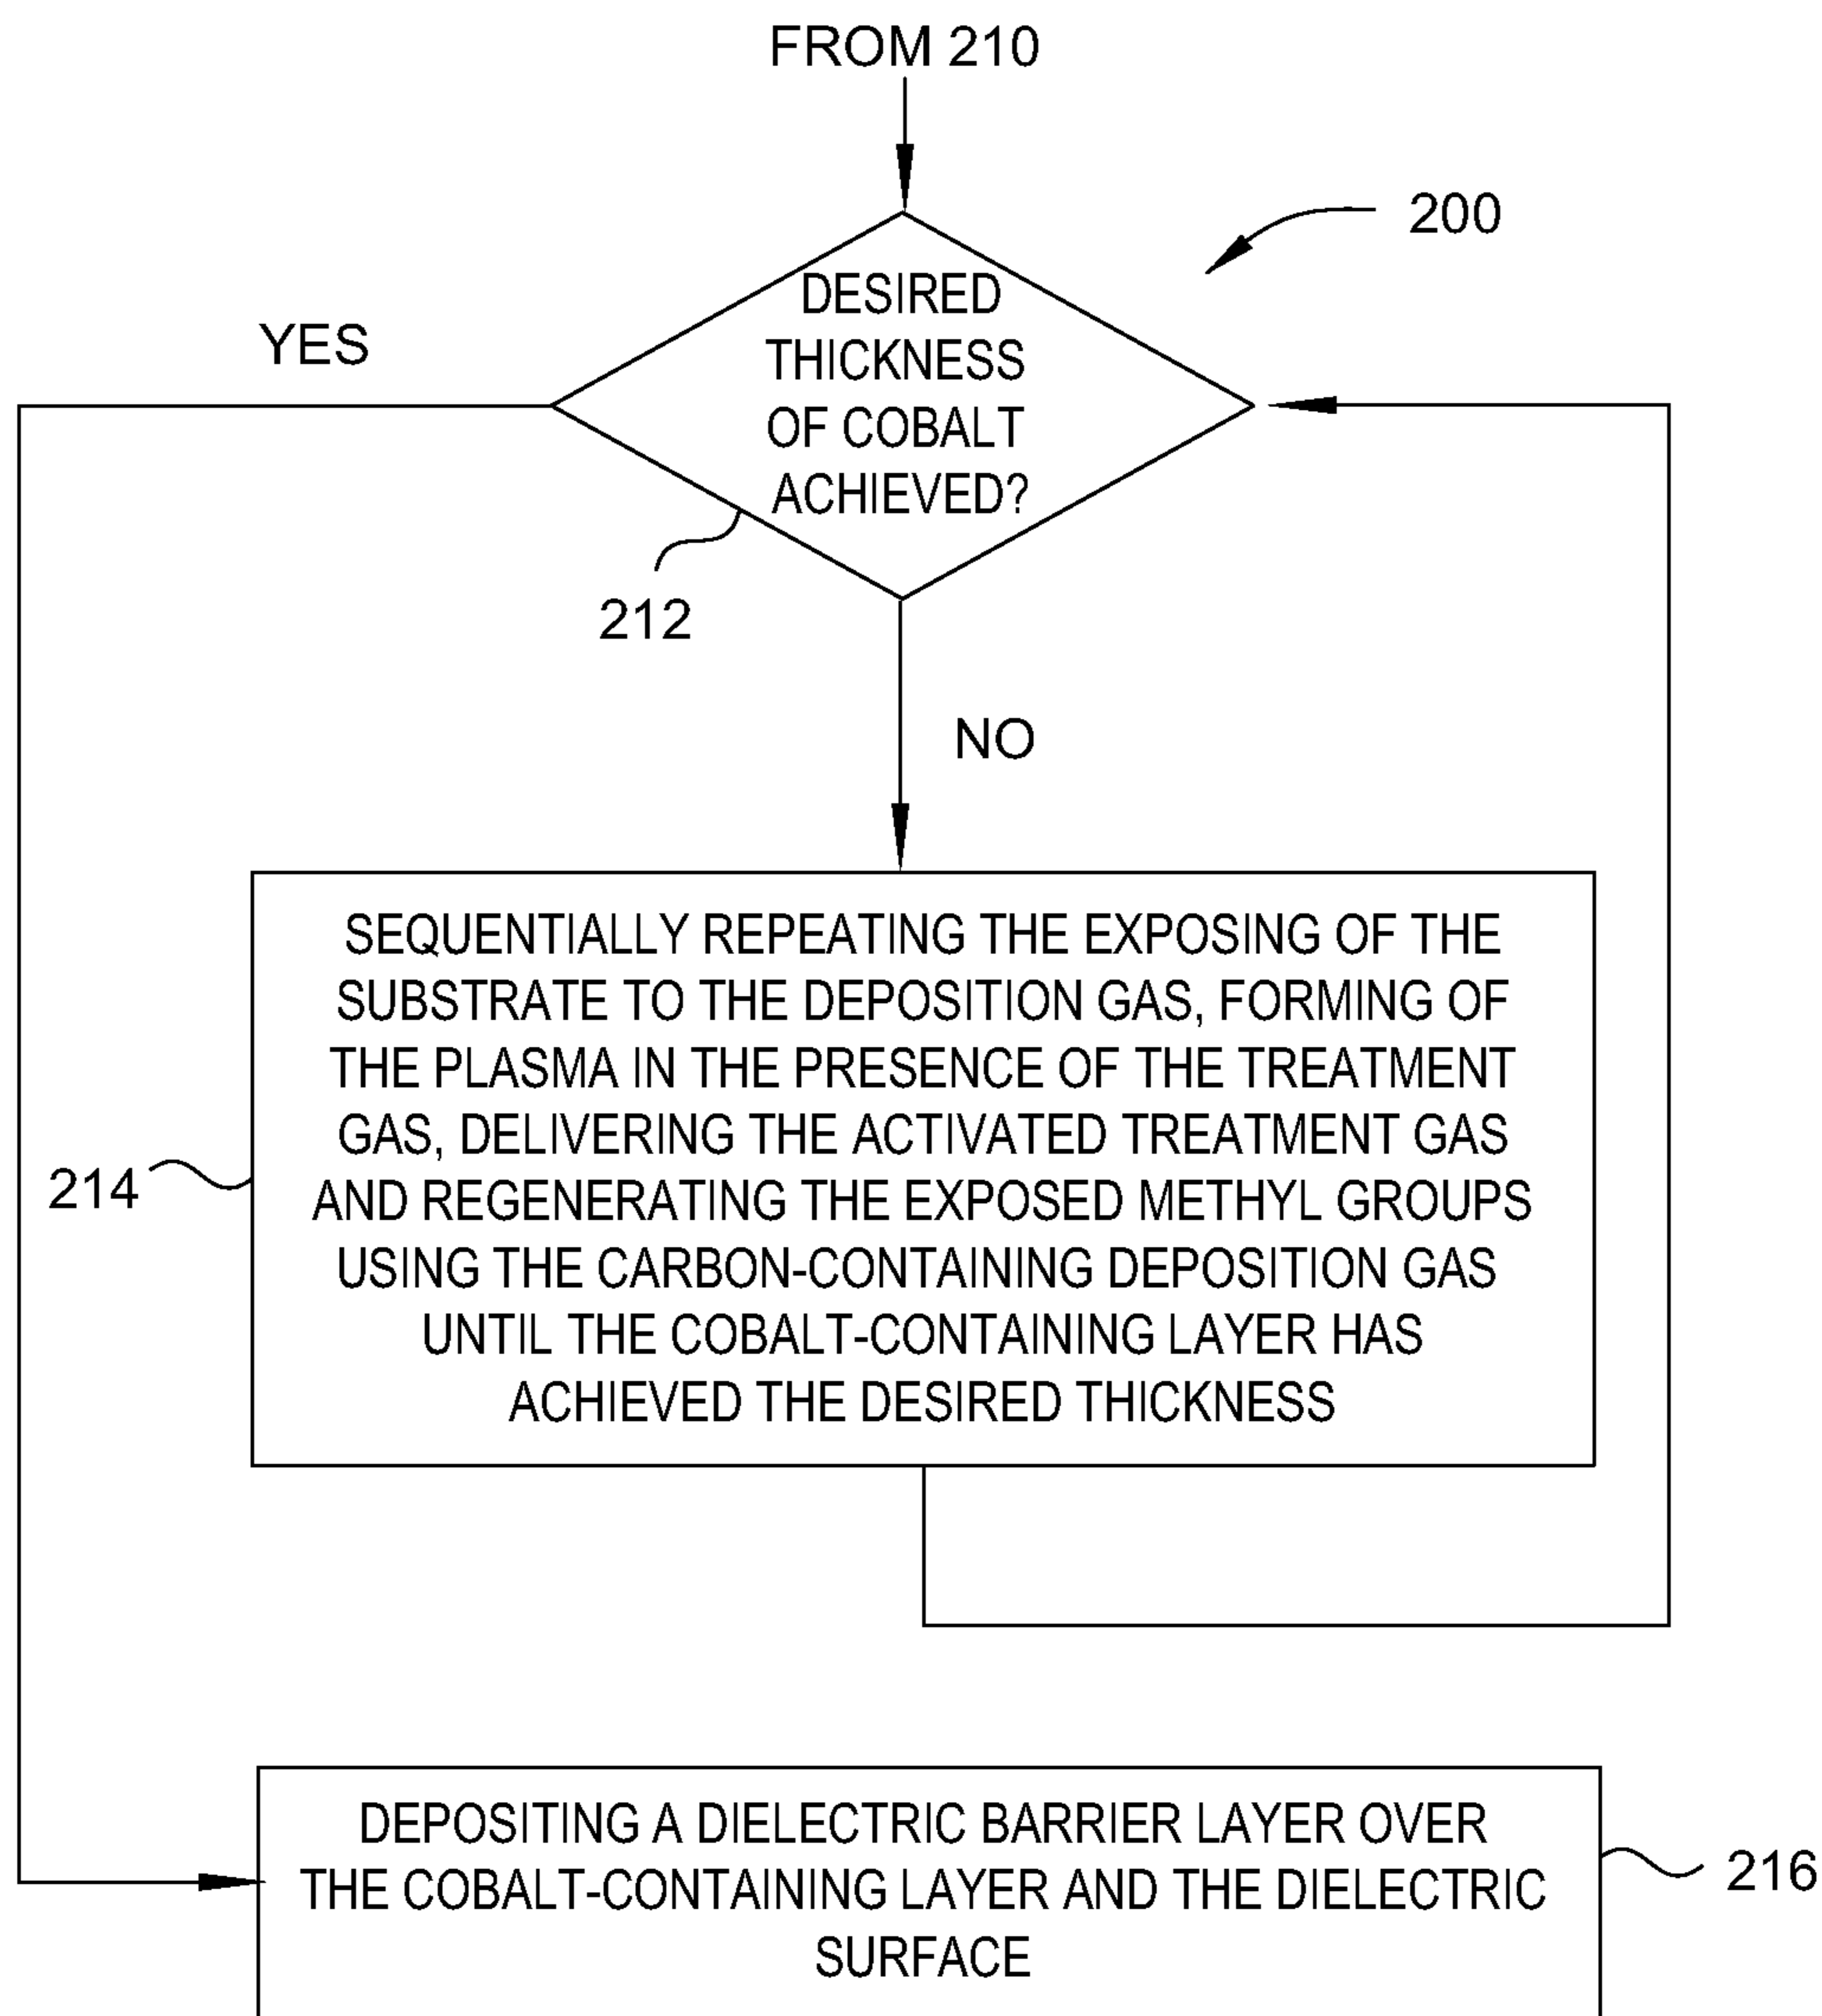 FROM 210
200
DESIRED
THICKNESS
OF COBALT
ACHIEVED?
YES
212
NO
SEQUENTIALLY REPEATING THE EXPOSING OF THE
SUBSTRATE TO THE DEPOSITION GAS, FORMING OF
THE PLASMA IN THE PRESENCE OF THE TREATMENT
GAS, DELIVERING THE ACTIVATED TREATMENT GAS
AND REGENERATING THE EXPOSED METHYL GROUPS
USING THE CARBON-CONTAINING DEPOSITION GAS
UNTIL THE COBALT-CONTAINING LAYER HAS
ACHIEVED THE DESIRED THICKNESS
214
DEPOSITING A DIELECTRIC BARRIER LAYER OVER
THE COBALT-CONTAINING LAYER AND THE DIELECTRIC
SURFACE
216